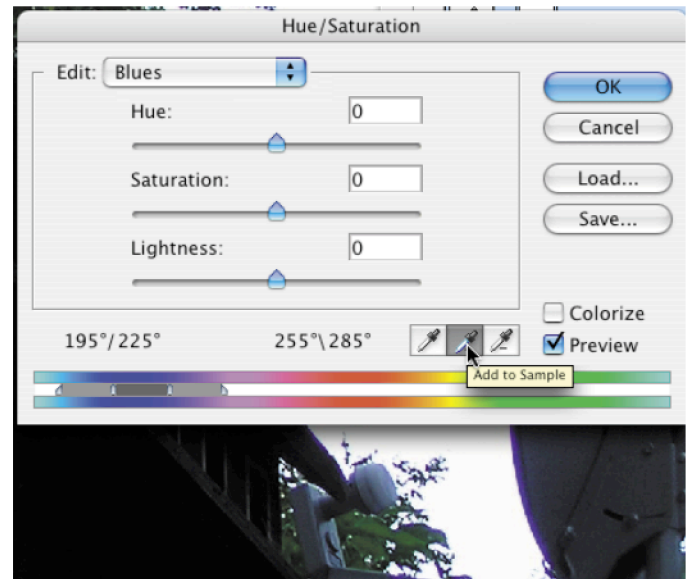 Hue/Saturation
Edit: Blues
Hue: 0
Saturation: 0
Lightness: 0
OK
Cancel
Load...
Save...
Colorize
Preview
195°/225° 255°\285°
Add to Sample